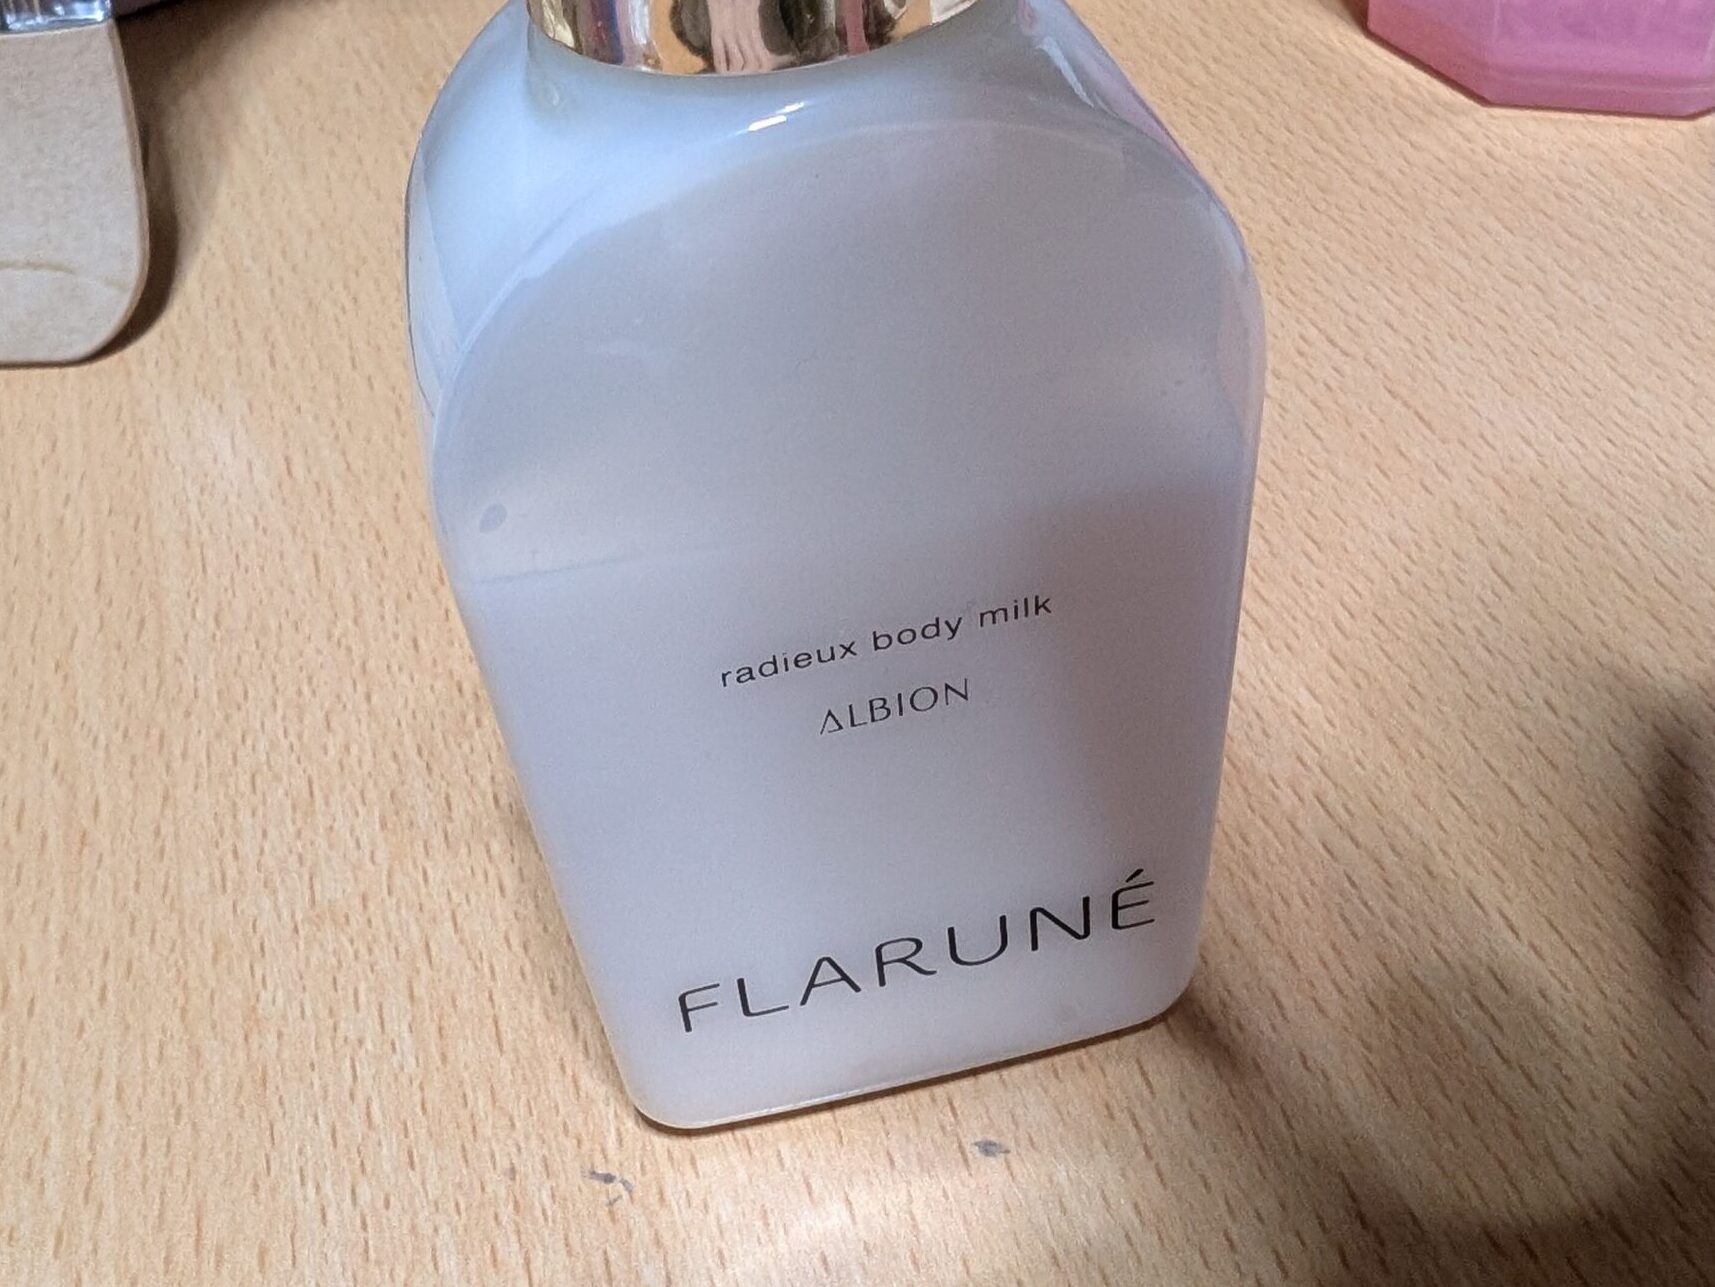 radieux body milk
ALBION
FLARUNÉ